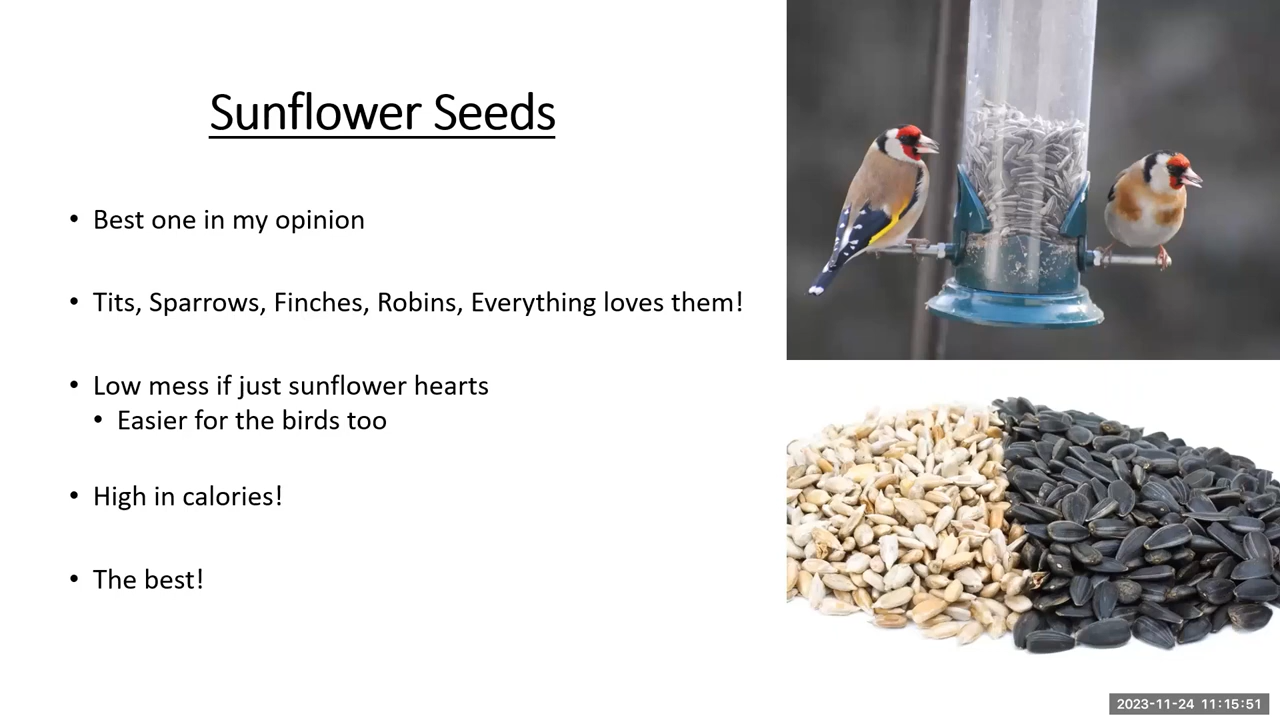 Sunflower Seeds
• Best one in my opinion
• Tits, Sparrows, Finches, Robins, Everything loves them!
• Low mess if just sunflower hearts
• Easier for the birds too
• High in calories!
• The best!
2023-11-24 11:15:51